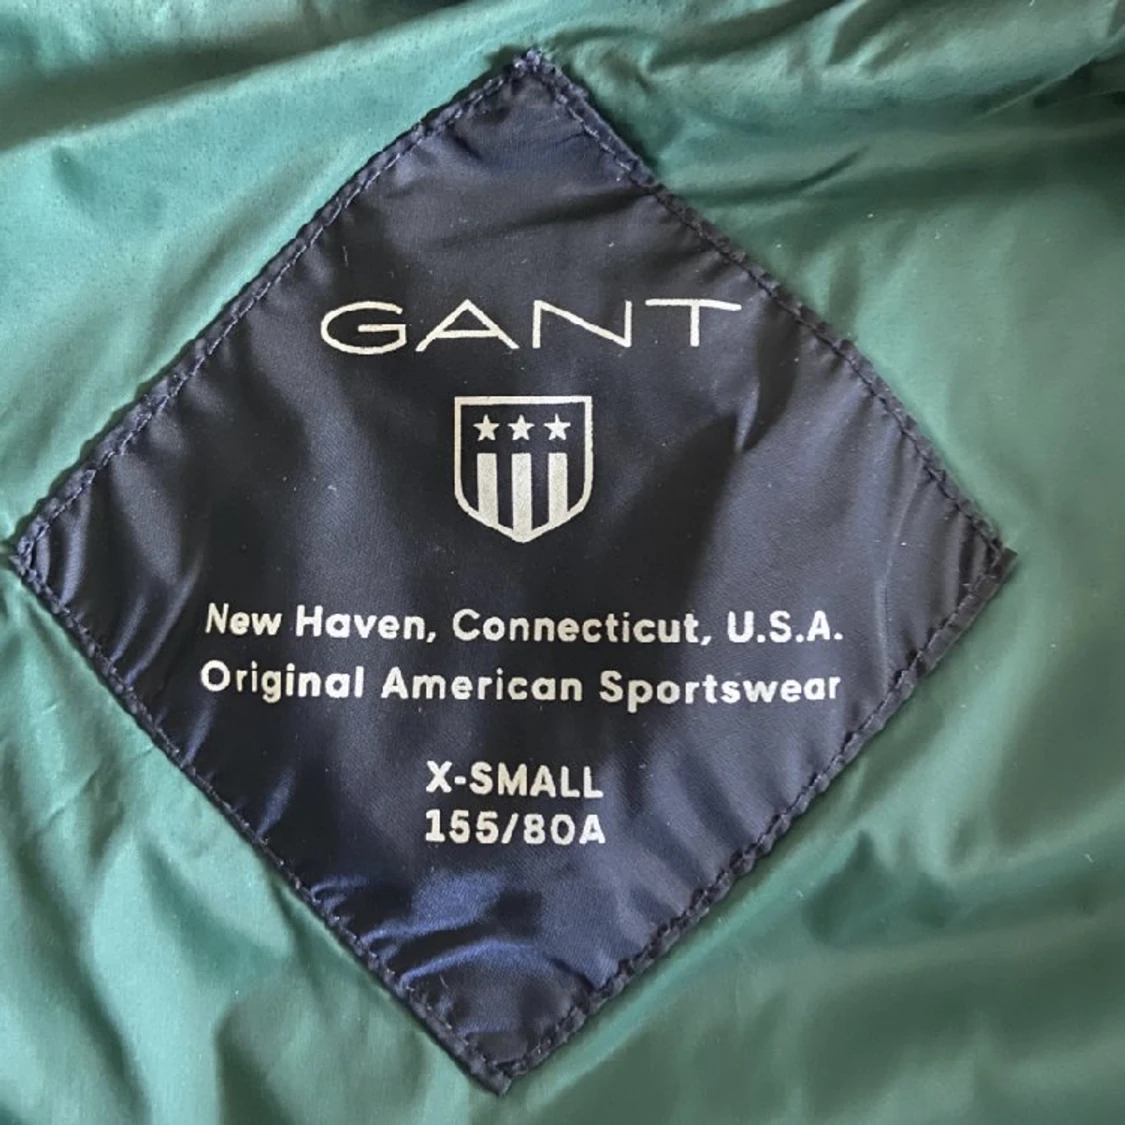 GANT
New Haven, Connecticut, U.S.A.
Original American Sportswear
X-SMALL
155/80A